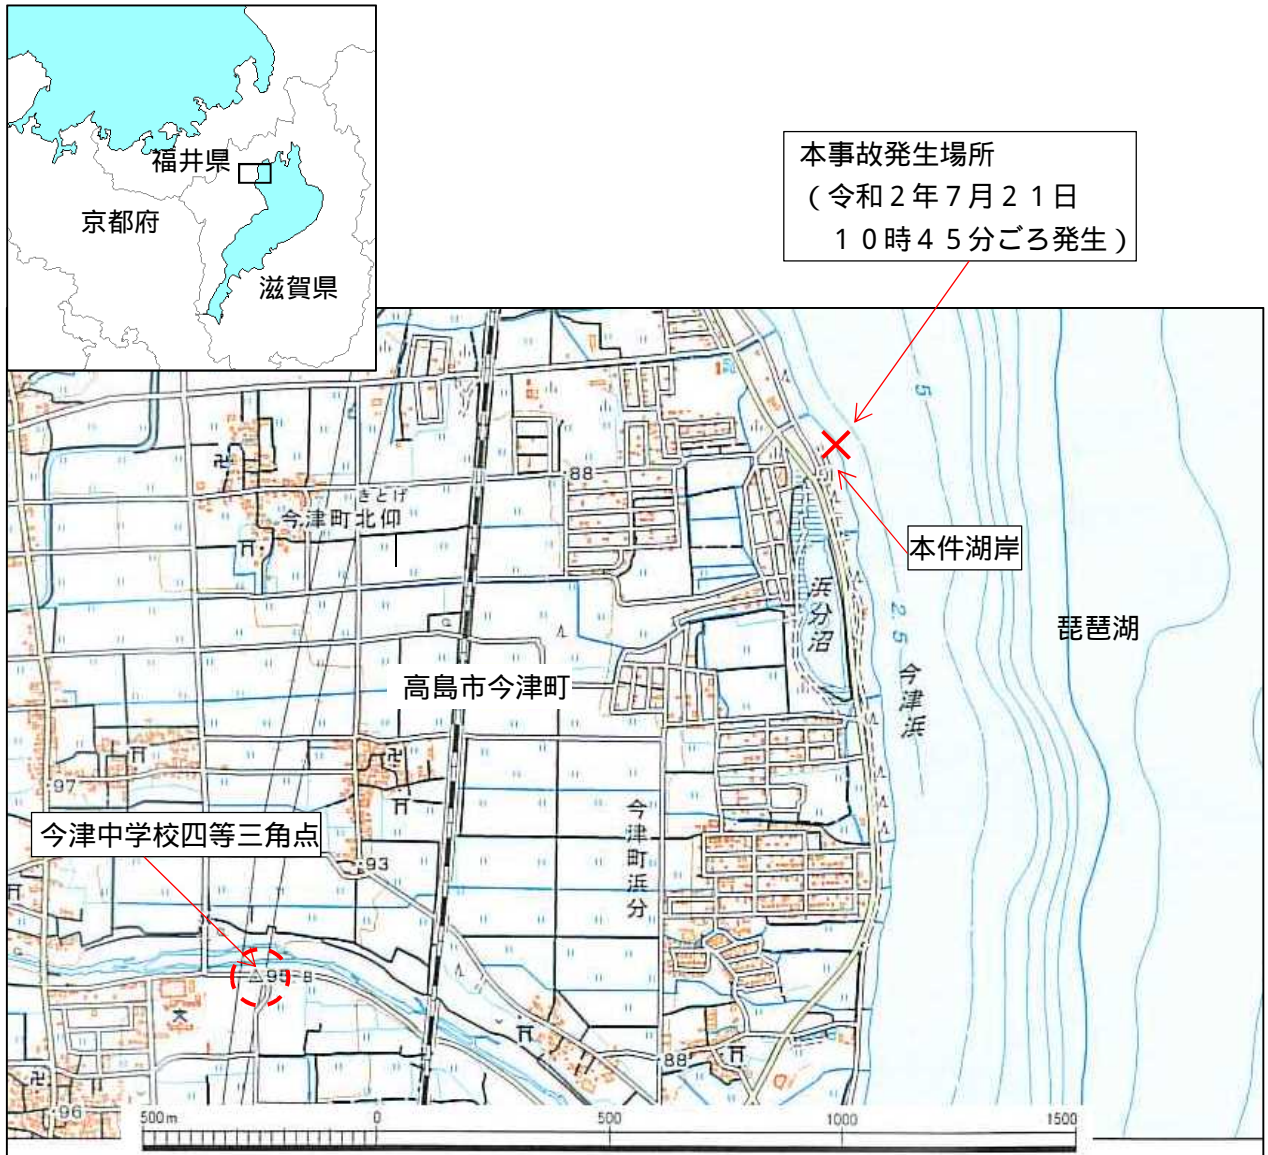 福井県
京都府
滋賀県
本事故発生場所
（令和２年７月２１日
１０時４５分ごろ発生）
5
88
きとげ
今津町北仰
本件湖岸
浜分沼
2.5
琵琶湖
今津浜
高島市今津町
97
今津町浜分
今津中学校四等三角点
93
95.8
88
96
500m
0
500
1000
1500